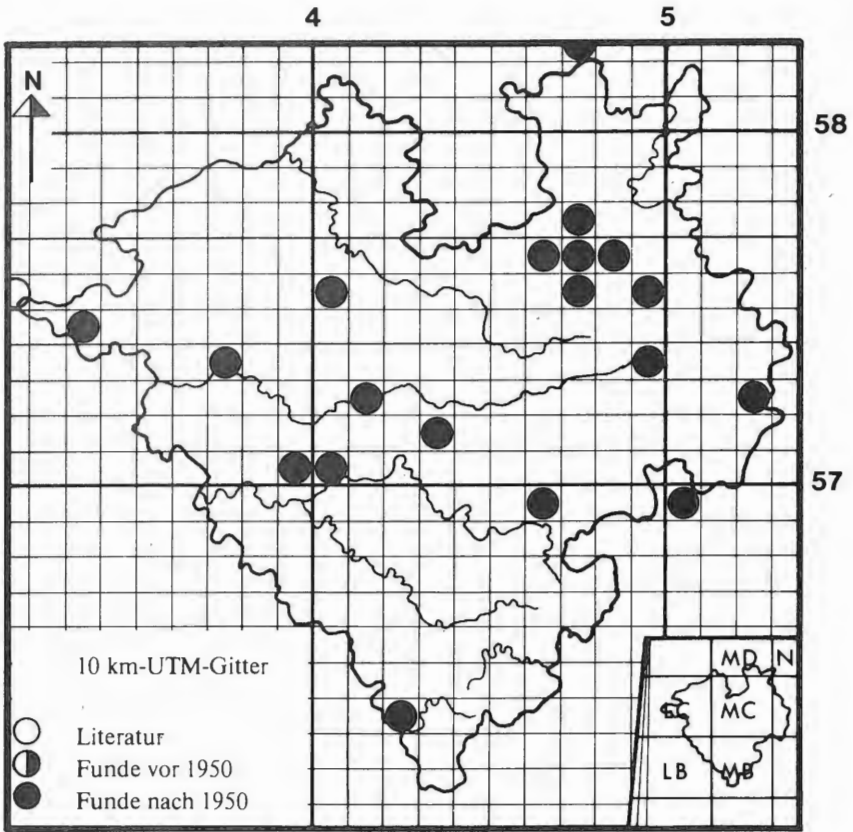 4 5
N
58
57
10 km-UTM-Gitter
MD N
MC
Literatur
Funde vor 1950
LB MB
Funde nach 1950